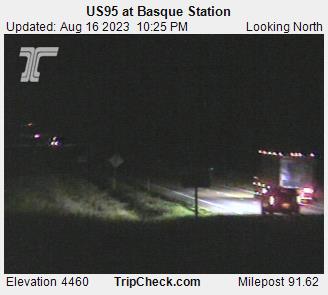 US95 at Basque Station
Updated: Aug 16 2023 10:25 PM Looking North
Elevation 4460 TripCheck.com Milepost 91.62